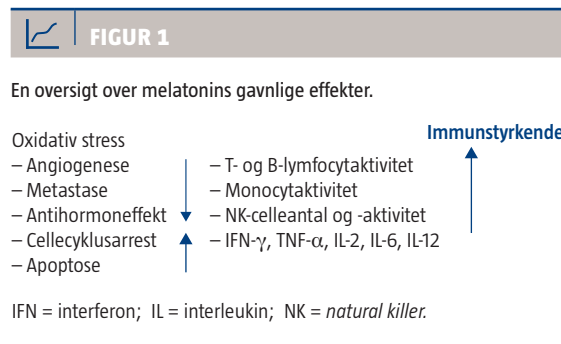 FIGUR 1
En oversigt over melatonins gavnlige effekter.
Immunstyrkende
Oxidativ stress
– Angiogenese
– Metastase
– Antihormoneffekt
– Cellecyklusarrest
– Apoptose
– T- og B-lymfocytaktivitet
– Monocytaktivitet
– NK-celleantal og -aktivitet
– IFN-γ, TNF-α, IL-2, IL-6, IL-12
IFN = interferon; IL = interleukin; NK = natural killer.